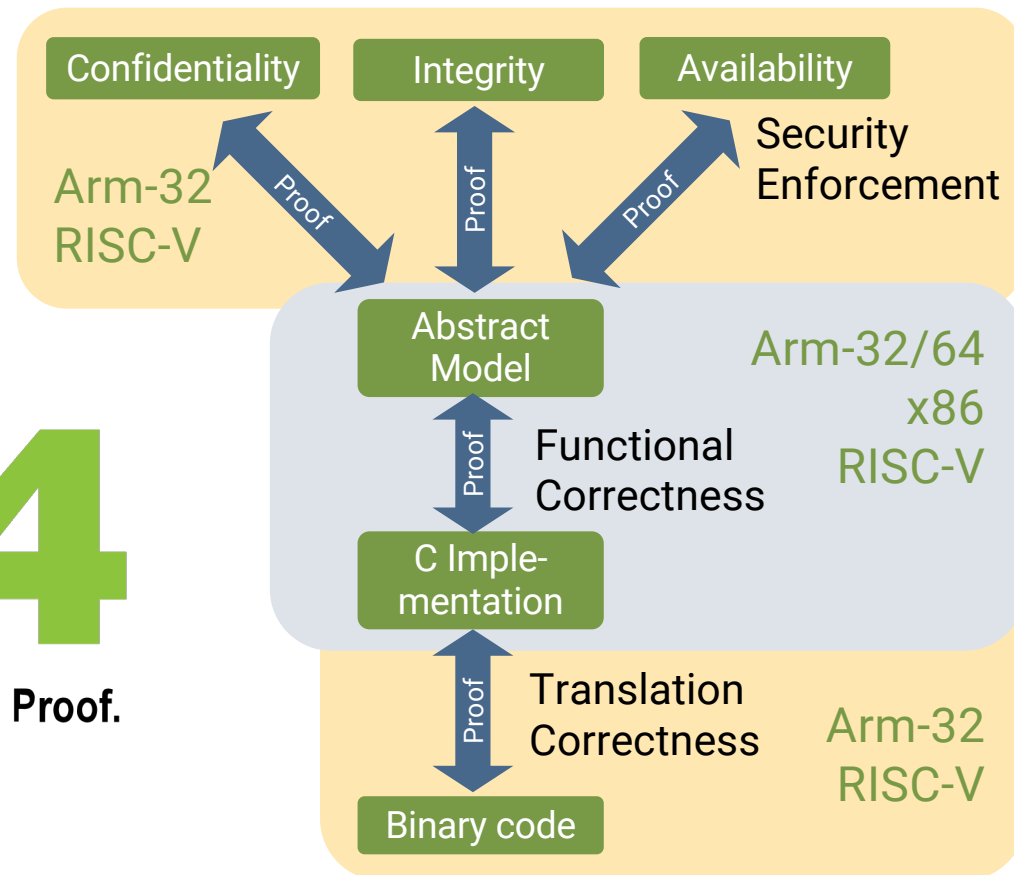 Confidentiality
Integrity
Availability
Security
Enforcement
Arm-32
RISC-V
Proof
Proof
Proof
Abstract
Model
Arm-32/64
x86
RISC-V
Proof
Functional
Correctness
C Imple-
mentation
4
Proof.
Proof
Translation
Correctness
Arm-32
RISC-V
Binary code